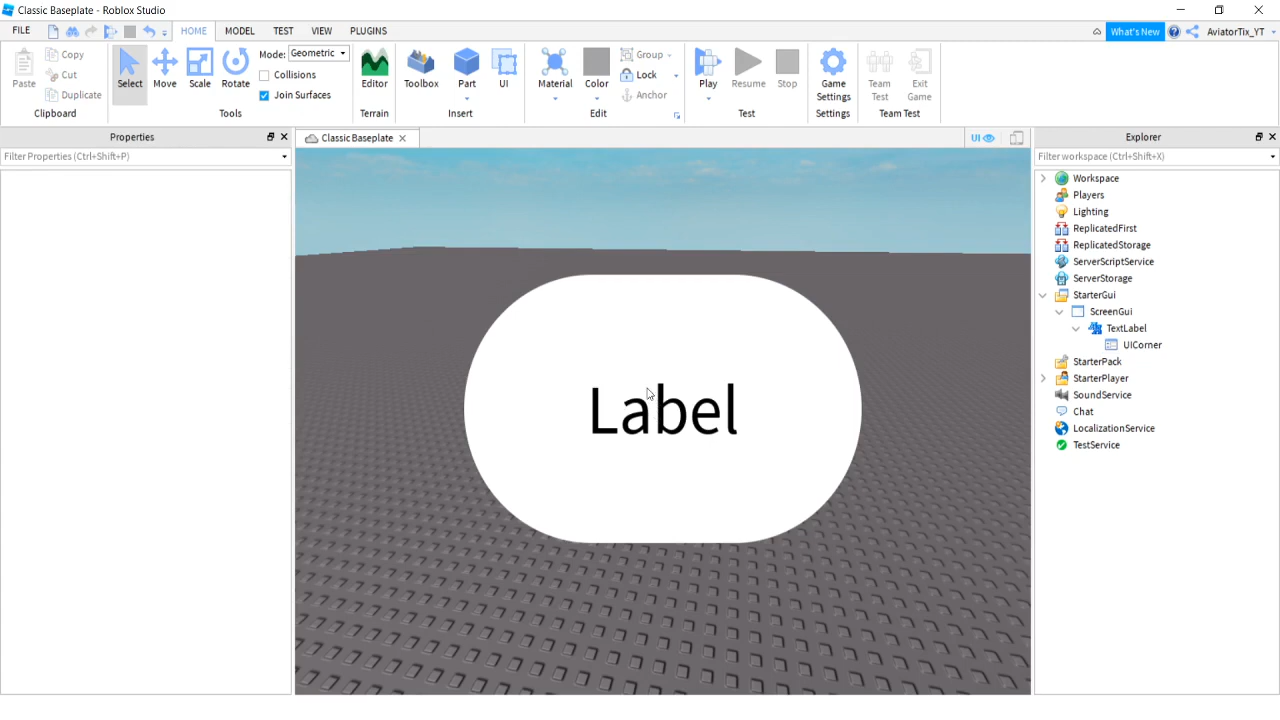 Classic Baseplate - Roblox Studio
FILE HOME MODEL TEST VIEW PLUGINS What's New AviatorTix_YT
Paste Copy Cut Duplicate Clipboard
Select Move Scale Rotate Mode: Geometric Collisions Join Surfaces Tools
Editor Terrain
Toolbox Part UI Insert
Material Color Group Lock Anchor Edit
Play Resume Stop Test
Game Settings Settings
Team Test Exit Game Team Test
Properties
Filter Properties (Ctrl+Shift+P)
Classic Baseplate
UI
Label
Explorer
Filter workspace (Ctrl+Shift+X)
Workspace
Players
Lighting
ReplicatedFirst
ReplicatedStorage
ServerScriptService
ServerStorage
StarterGui
ScreenGui
TextLabel
UICorner
StarterPack
StarterPlayer
SoundService
Chat
LocalizationService
TestService